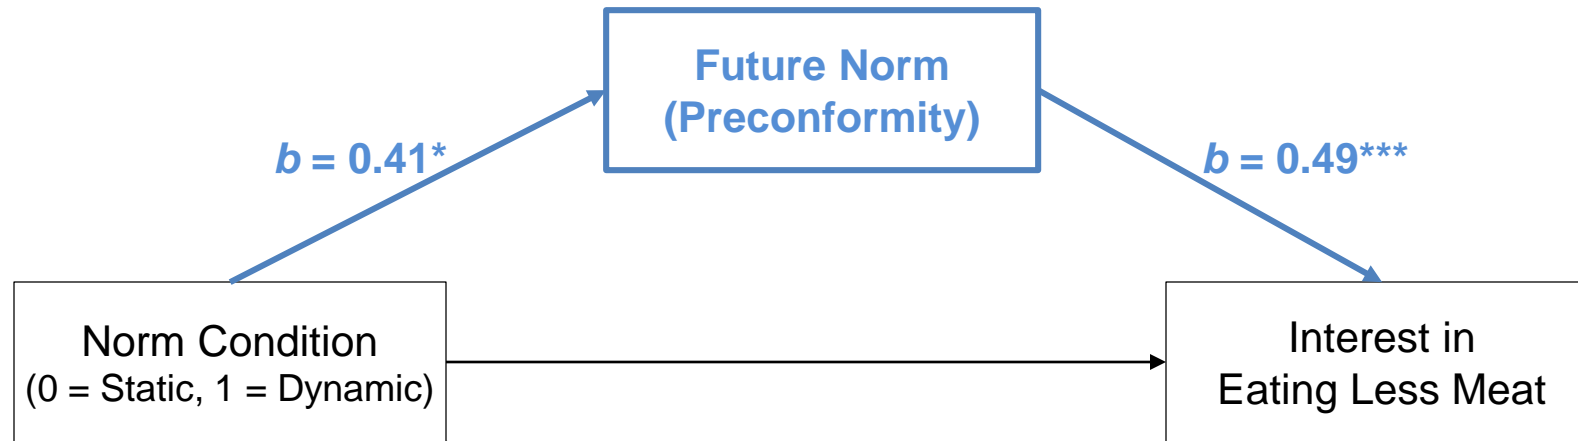 Future Norm
(Preconformity)
b = 0.41*
b = 0.49***
Norm Condition
(0 = Static, 1 = Dynamic)
Interest in
Eating Less Meat